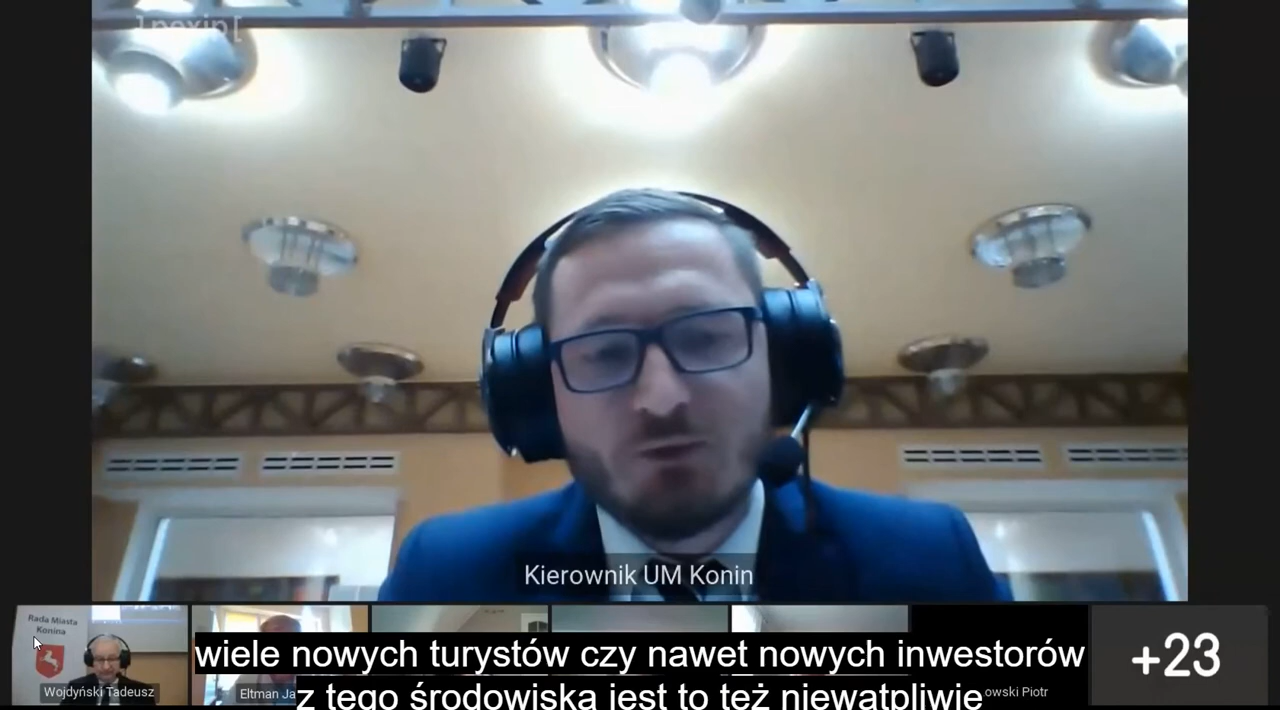 ]pexip[
Kierownik UM Konin
Rada Miasta
Konina
wiele nowych turystów czy nawet nowych inwestorów
z tego środowiska jest to też niewątpliwie
Wojdyński Tadeusz
Eltman Ja
owski Piotr
+23